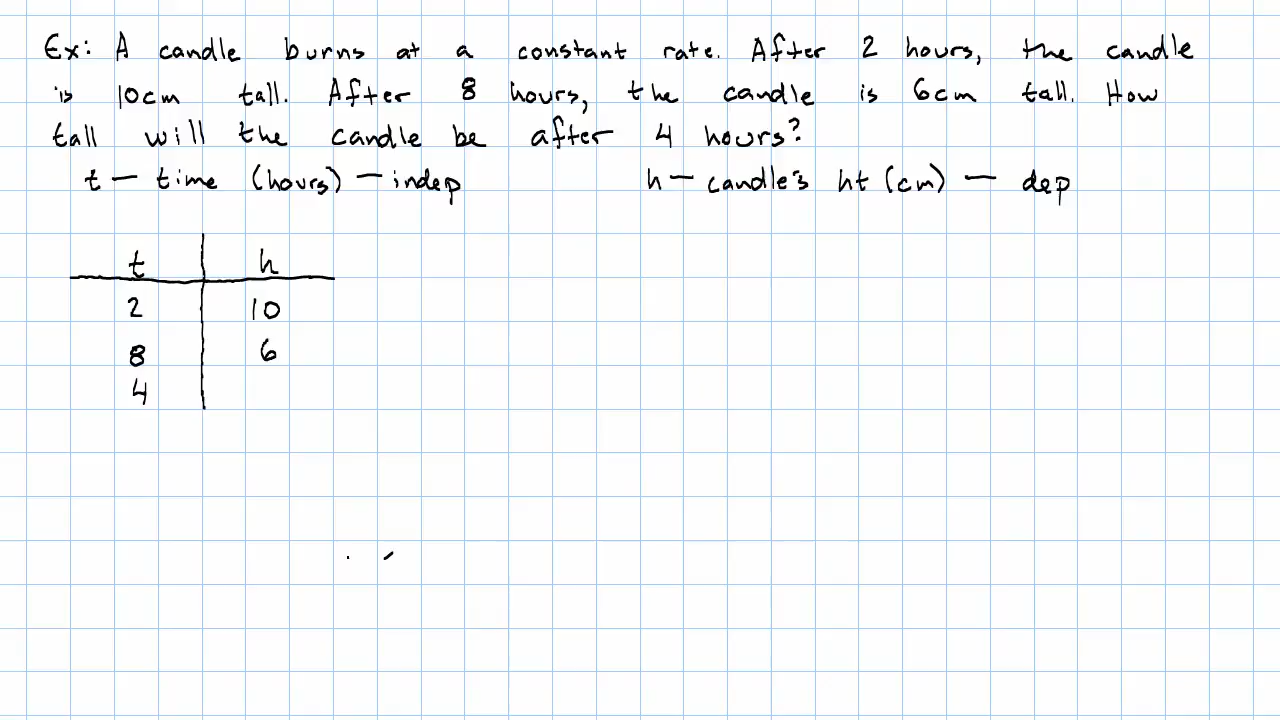 Ex: A candle burns at a constant rate. After 2 hours, the candle
is 10cm tall. After 8 hours, the candle is 6cm tall. How
tall will the candle be after 4 hours?
t — time (hours) — indep h — candle's ht (cm) — dep
t h
2 10
8 6
4